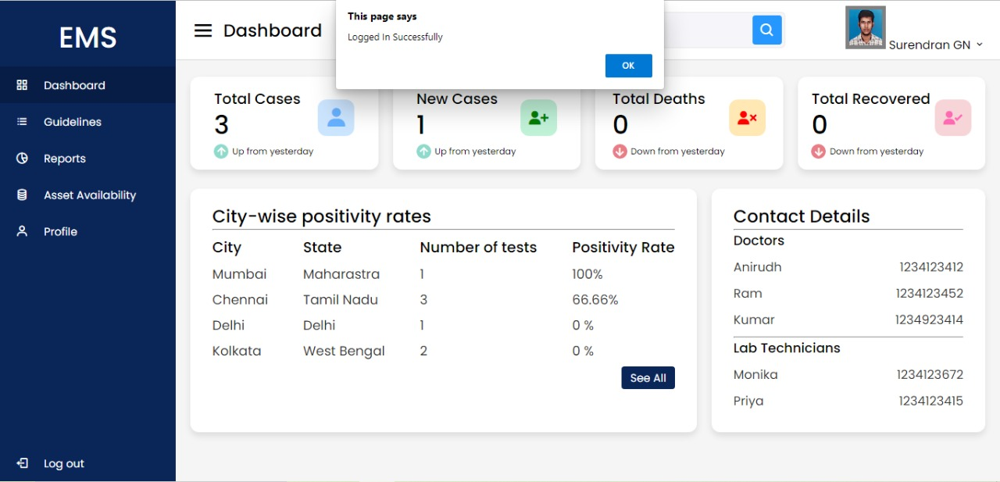 EMS
Dashboard
Guidelines
Reports
Asset Availability
Profile
Log out
Dashboard
This page says
Logged In Successfully
OK
Surendran GN
Total Cases
3
Up from yesterday
New Cases
1
Up from yesterday
Total Deaths
0
Down from yesterday
Total Recovered
0
Down from yesterday
City-wise positivity rates
City State Number of tests Positivity Rate
Mumbai Maharastra 1 100%
Chennai Tamil Nadu 3 66.66%
Delhi Delhi 1 0 %
Kolkata West Bengal 2 0 %
See All
Contact Details
Doctors
Anirudh 1234123412
Ram 1234123452
Kumar 1234923414
Lab Technicians
Monika 1234123672
Priya 1234123415